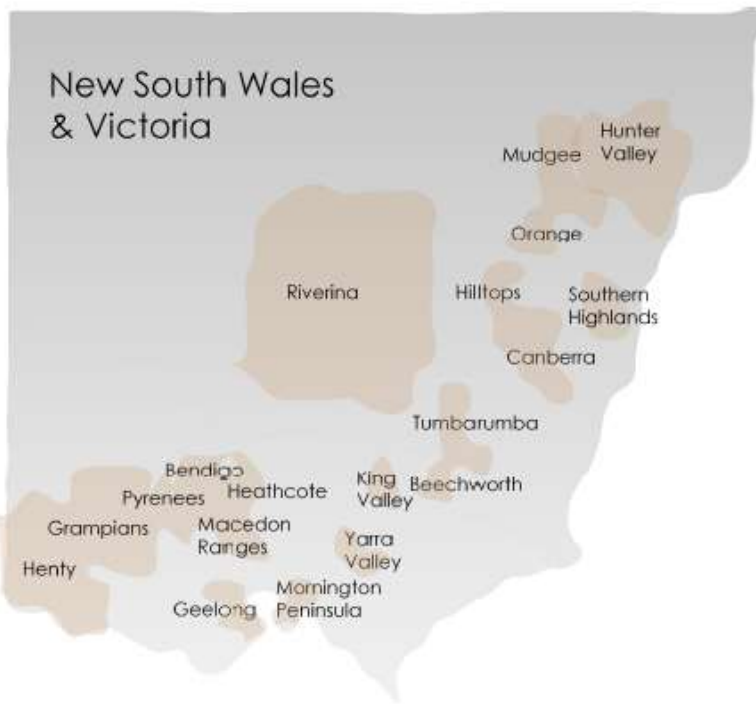 New South Wales
& Victoria
Hunter
Valley
Mudgee
Orange
Riverina
Hilltops
Southern
Highlands
Canberra
Tumbarumba
Bendigo
Pyrenees
Heathcote
King
Valley
Beechworth
Grampians
Macedon
Ranges
Yarra
Valley
Henty
Geelong
Mornington
Peninsula